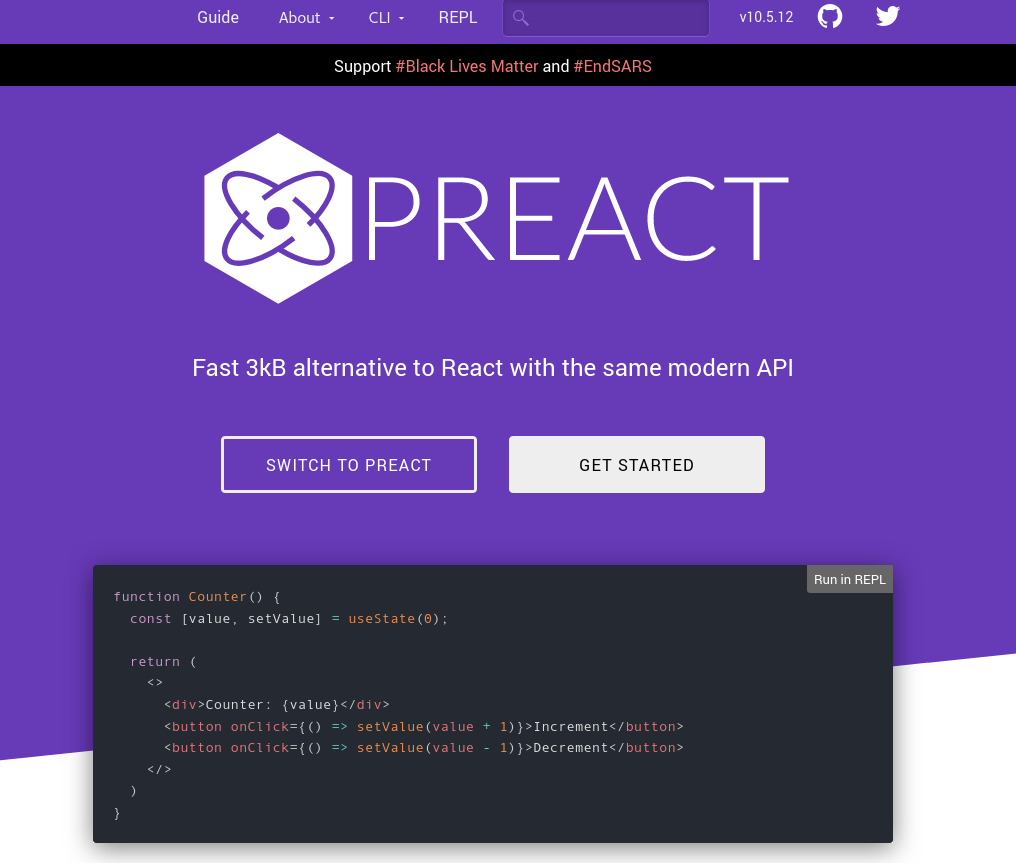 Guide About CLI REPL v10.5.12
Support #Black Lives Matter and #EndSARS
PREACT
Fast 3kB alternative to React with the same modern API
SWITCH TO PREACT GET STARTED
Run in REPL
function Counter() {
  const [value, setValue] = useState(0);

  return (
    <>
      <div>Counter: {value}</div>
      <button onClick={() => setValue(value + 1)}>Increment</button>
      <button onClick={() => setValue(value - 1)}>Decrement</button>
    </>
  )
}